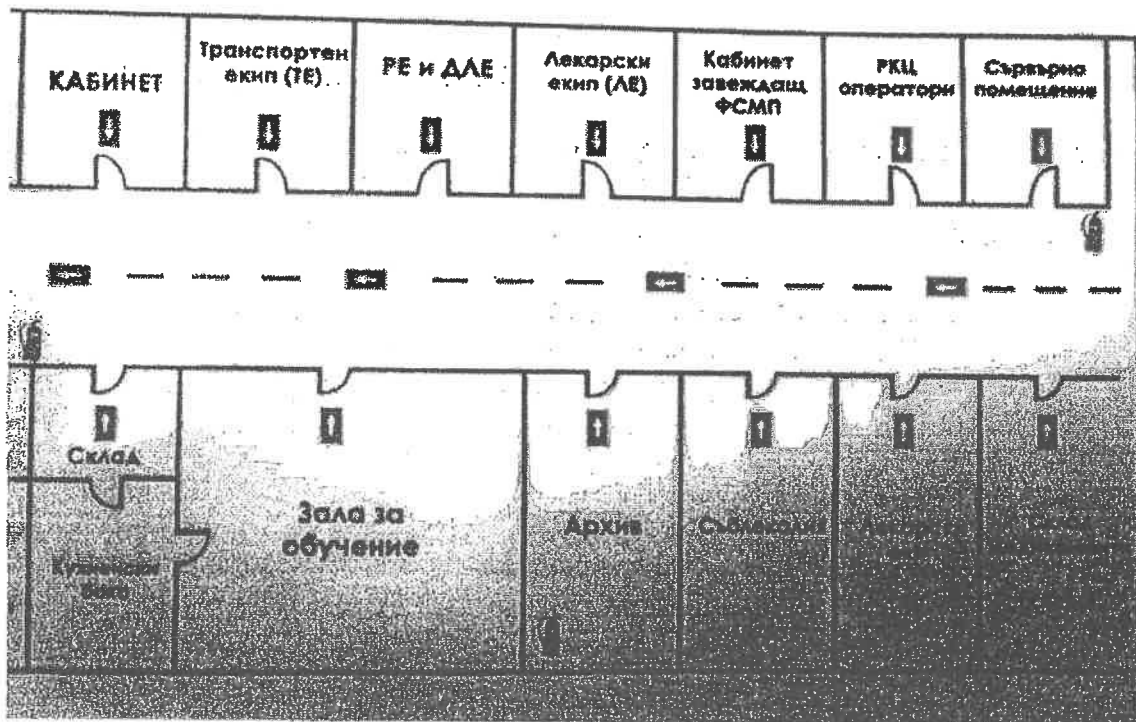 КАБИНЕТ
Транспортен
екип (ТЕ)
РЕ и ДЛЕ
Лекарски
екип (ЛЕ)
Кабинет
завеждащ
ФСМП
РКЦ
оператори
Сървърна
помещение
Склад
Зала за
обучение
Архив